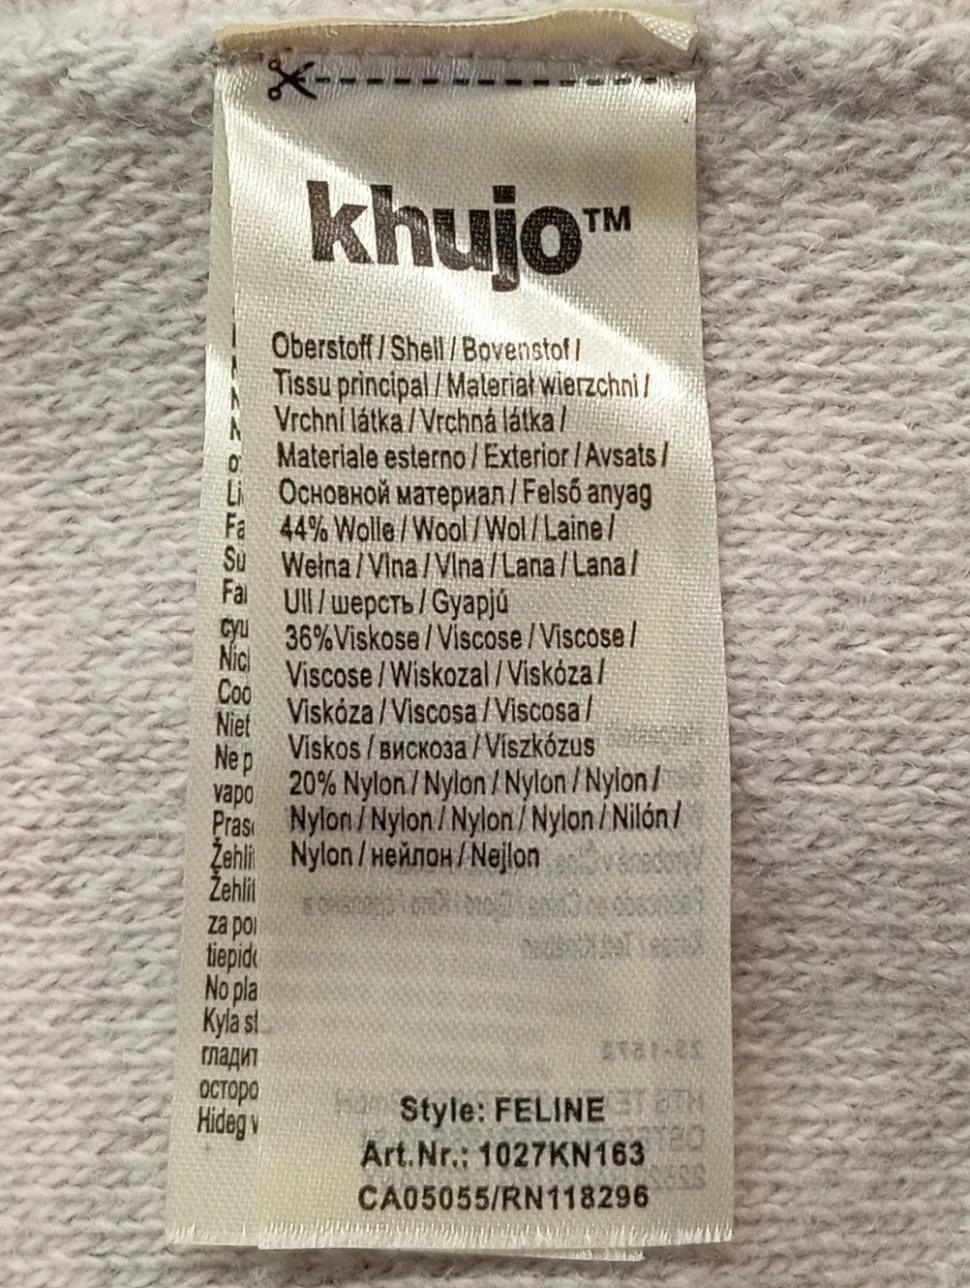 khujo™
Oberstoff / Shell / Bovenstof /
Tissu principal / Materiał wierzchni /
Vrchní látka / Vrchná látka /
Materiale esterno / Exterior / Avsats /
Основной материал / Felső anyag
44% Wolle / Wool / Wol / Laine /
Wełna / Vlna / Vlna / Lana / Lana /
Ull / шерсть / Gyapjú
36%Viskose / Viscose / Viscose /
Viscose / Wiskozal / Viskóza /
Viskóza / Viscosa / Viscosa /
Viskos / вискоза / Viszkózus
20% Nylon / Nylon / Nylon / Nylon /
Nylon / Nylon / Nylon / Nylon / Nilón /
Nylon / нейлон / Nejlon
Style: FELINE
Art.Nr.: 1027KN163
CA05055/RN118296